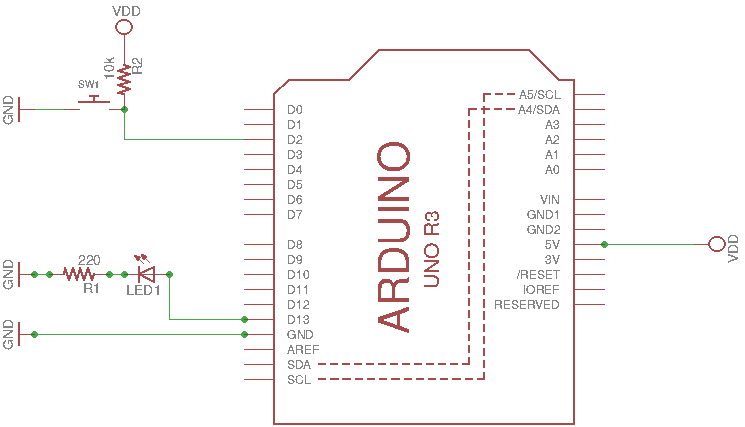 VDD
10k
R2
SW1
GND
D0
D1
D2
D3
D4
D5
D6
D7
D8
D9
D10
D11
D12
D13
GND
AREF
SDA
SCL
ARDUINO
UNO R3
A5/SCL
A4/SDA
A3
A2
A1
A0
VIN
GND1
GND2
5V
3V
/RESET
IOREF
RESERVED
VDD
GND
220
R1
LED1
GND